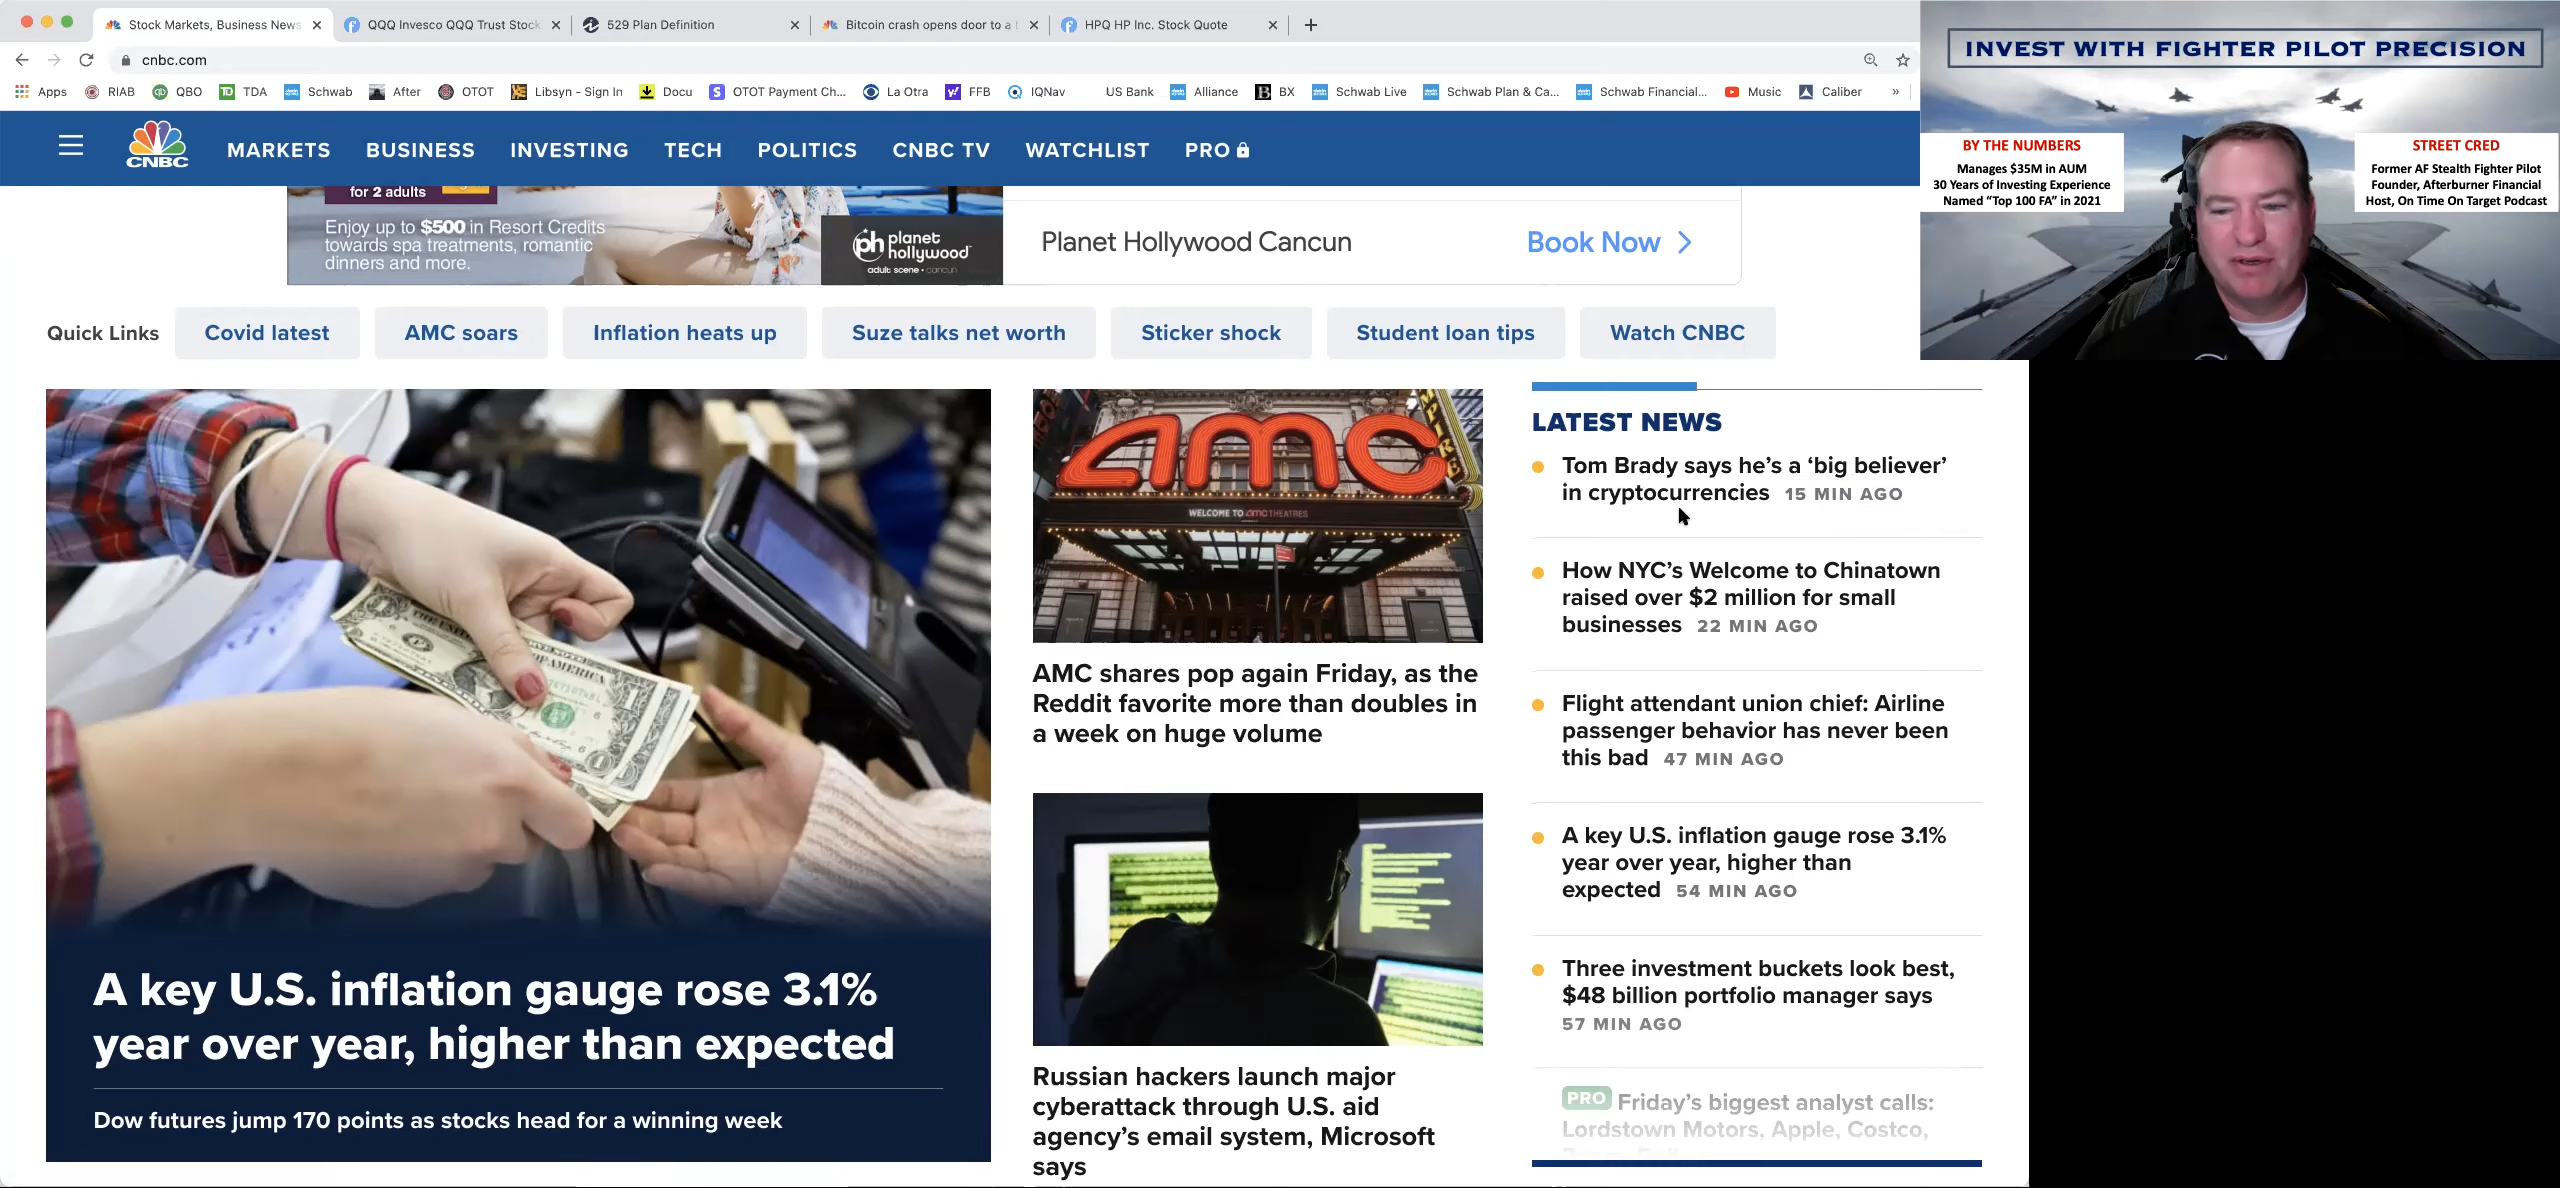 Stock Markets, Business News
QQQ Invesco QQQ Trust Stock
529 Plan Definition
Bitcoin crash opens door to a
HPQ HP Inc. Stock Quote
cnbc.com
Apps
RIAB
QBO
TDA
Schwab
After
OTOT
Libsyn - Sign In
Docu
OTOT Payment Ch...
La Otra
FFB
IQNav
US Bank
Alliance
BX
Schwab Live
Schwab Plan & Ca...
Schwab Financial...
Music
Caliber
»
INVEST WITH FIGHTER PILOT PRECISION
BY THE NUMBERS
Manages $35M in AUM
30 Years of Investing Experience
Named "Top 100 FA" in 2021
STREET CRED
Former AF Stealth Fighter Pilot
Founder, Afterburner Financial
Host, On Time On Target Podcast
CNBC
MARKETS
BUSINESS
INVESTING
TECH
POLITICS
CNBC TV
WATCHLIST
PRO
for 2 adults
Enjoy up to $500 in Resort Credits
towards spa treatments, romantic
dinners and more.
ph planet
hollywood
adult scene • cancun
Planet Hollywood Cancun
Book Now
Quick Links
Covid latest
AMC soars
Inflation heats up
Suze talks net worth
Sticker shock
Student loan tips
Watch CNBC
A key U.S. inflation gauge rose 3.1%
year over year, higher than expected
Dow futures jump 170 points as stocks head for a winning week
amc
EMPIRE
WELCOME TO amc THEATRES
AMC shares pop again Friday, as the
Reddit favorite more than doubles in
a week on huge volume
Russian hackers launch major
cyberattack through U.S. aid
agency's email system, Microsoft
says
LATEST NEWS
Tom Brady says he's a 'big believer'
in cryptocurrencies 15 MIN AGO
How NYC's Welcome to Chinatown
raised over $2 million for small
businesses 22 MIN AGO
Flight attendant union chief: Airline
passenger behavior has never been
this bad 47 MIN AGO
A key U.S. inflation gauge rose 3.1%
year over year, higher than
expected 54 MIN AGO
Three investment buckets look best,
$48 billion portfolio manager says
57 MIN AGO
PRO Friday's biggest analyst calls:
Lordstown Motors, Apple, Costco,